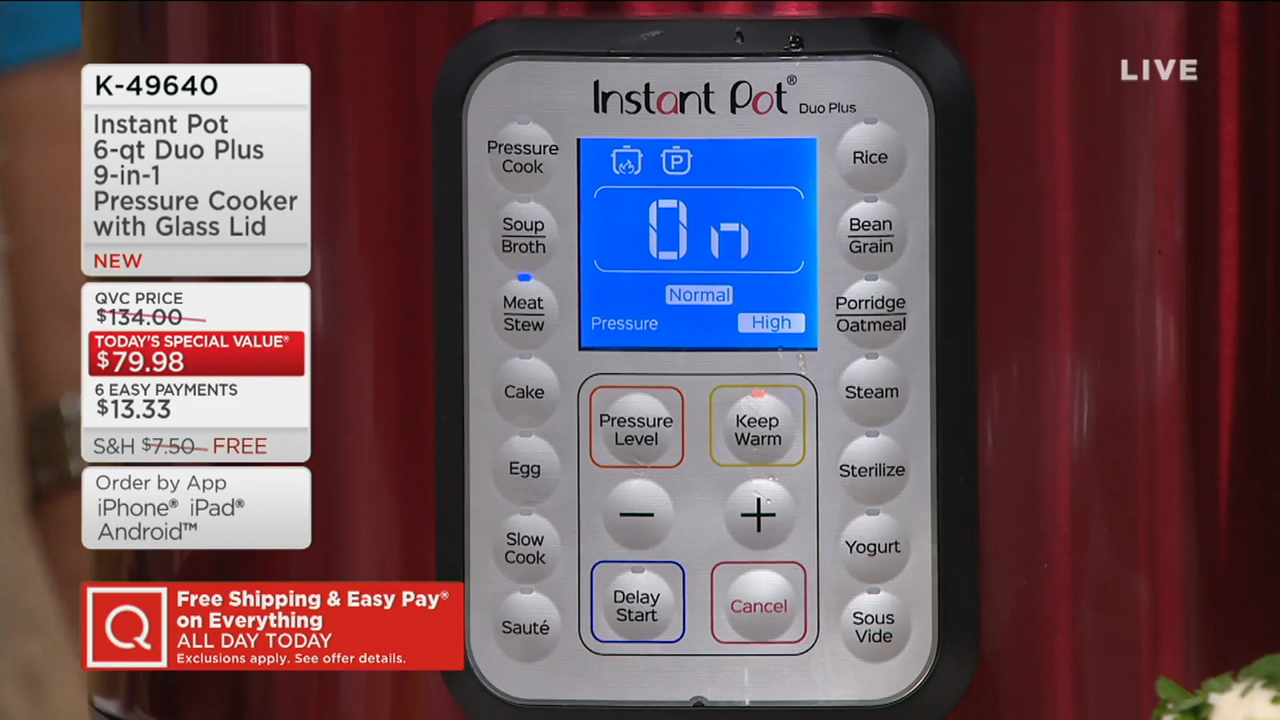 K-49640
Instant Pot
6-qt Duo Plus
9-in-1
Pressure Cooker
with Glass Lid
NEW
QVC PRICE
$134.00
TODAY'S SPECIAL VALUE®
$79.98
6 EASY PAYMENTS
$13.33
S&H $7.50 FREE
Order by App
iPhone® iPad®
Android™
Q
Free Shipping & Easy Pay®
on Everything
ALL DAY TODAY
Exclusions apply. See offer details.
LIVE
Instant Pot® Duo Plus
Pressure
Cook
Soup
Broth
Meat
Stew
Cake
Egg
Slow
Cook
Sauté
P
On
Normal
Pressure High
Pressure
Level
Keep
Warm
− +
Delay
Start
Cancel
Rice
Bean
Grain
Porridge
Oatmeal
Steam
Sterilize
Yogurt
Sous
Vide